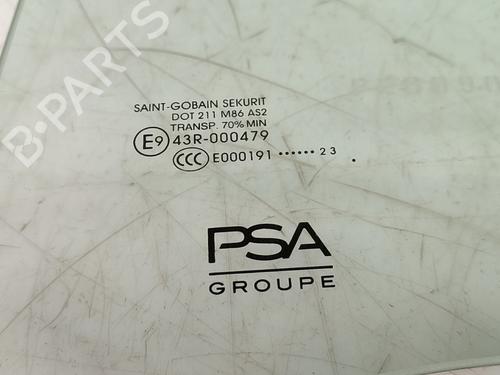 SAINT-GOBAIN SEKURIT
DOT 211 M86 AS2
TRANSP. 70% MIN
E9 43R-000479
CCC E000191 ······ 23 .
PSA
GROUPE
B-PARTS